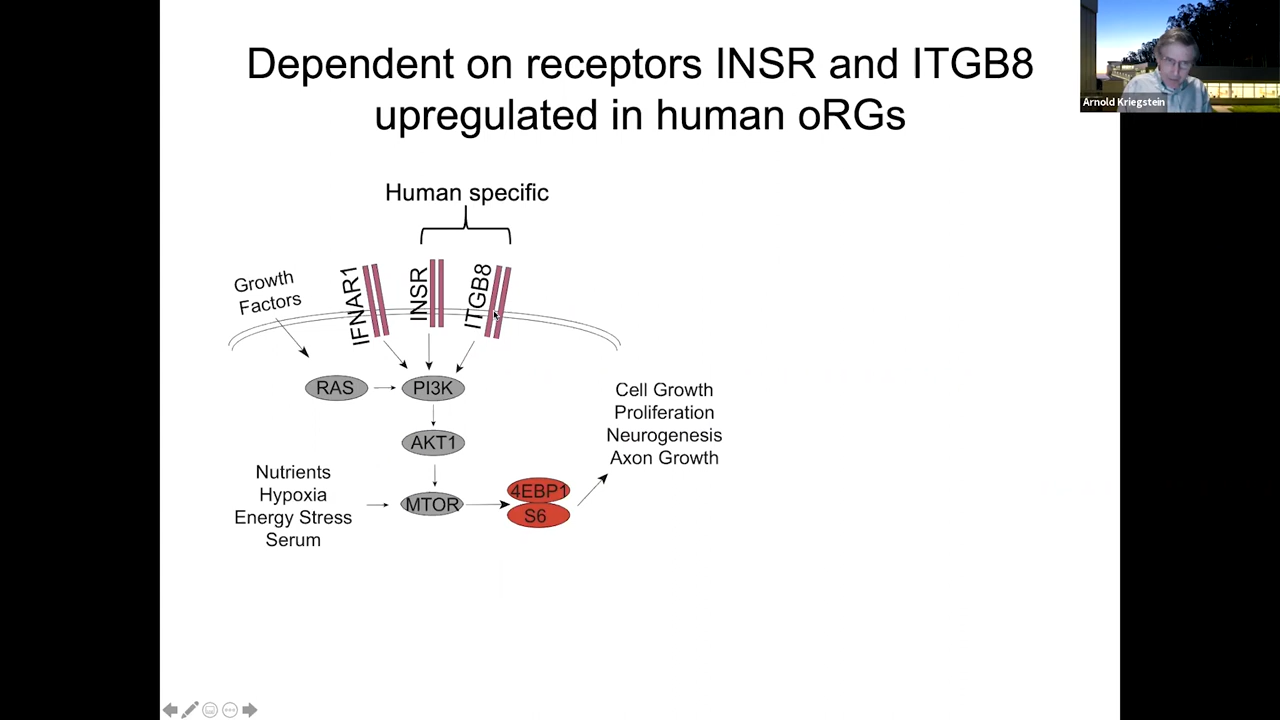 Dependent on receptors INSR and ITGB8
upregulated in human oRGs
Arnold Kriegstein
Human specific
Growth
Factors
IFNAR1
INSR
ITGB8
RAS
PI3K
AKT1
Nutrients
Hypoxia
Energy Stress
Serum
MTOR
4EBP1
S6
Cell Growth
Proliferation
Neurogenesis
Axon Growth